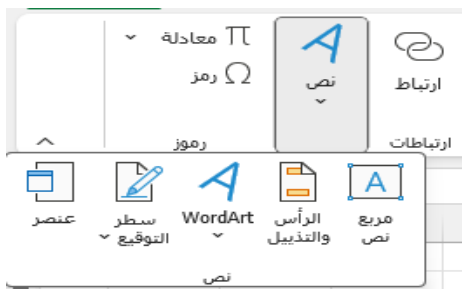 ارتباط
نص
π معادلة
Ω رمز
ارتباطات
رموز
مربع نص
الرأس والتذييل
WordArt
سطر التوقيع
عنصر
نص